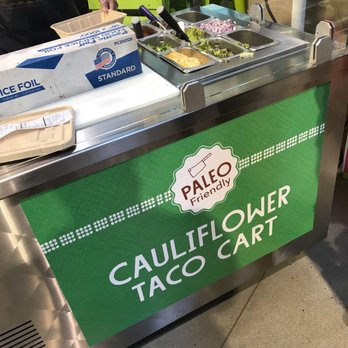 ICE FOIL
STANDARD
PALEO
Friendly
CAULIFLOWER
TACO CART